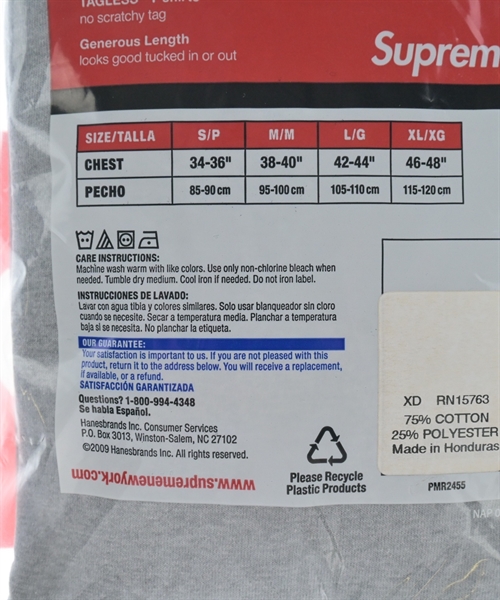 TAGLESS
no scratchy tag
Generous Length
looks good tucked in or out
Suprem
SIZE/TALLA S/P M/M L/G XL/XG
CHEST 34-36" 38-40" 42-44" 46-48"
PECHO 85-90 cm 95-100 cm 105-110 cm 115-120 cm
CARE INSTRUCTIONS:
Machine wash warm with like colors. Use only non-chlorine bleach when
needed. Tumble dry medium. Cool iron if needed. Do not iron label.
INSTRUCCIONES DE LAVADO:
Lavar con agua tibia y colores similares. Solo usar blanqueador sin cloro
cuando se necesite. Secar a temperatura media. Planchar a temperatura
baja si se necesita. No planchar la etiqueta.
OUR GUARANTEE:
Your satisfaction is important to us. If you are not pleased with this
product, return it to the address below. You will receive a replacement,
if available, or a refund.
SATISFACCIÓN GARANTIZADA
Questions? 1-800-994-4348
Se habla Español.
Hanesbrands Inc. Consumer Services
P.O. Box 3013, Winston-Salem, NC 27102
©2009 Hanesbrands Inc. All rights reserved.
www.supremenewyork.com
Please Recycle
Plastic Products
XD RN15763
75% COTTON
25% POLYESTER
Made in Honduras
PMR2455
NAP